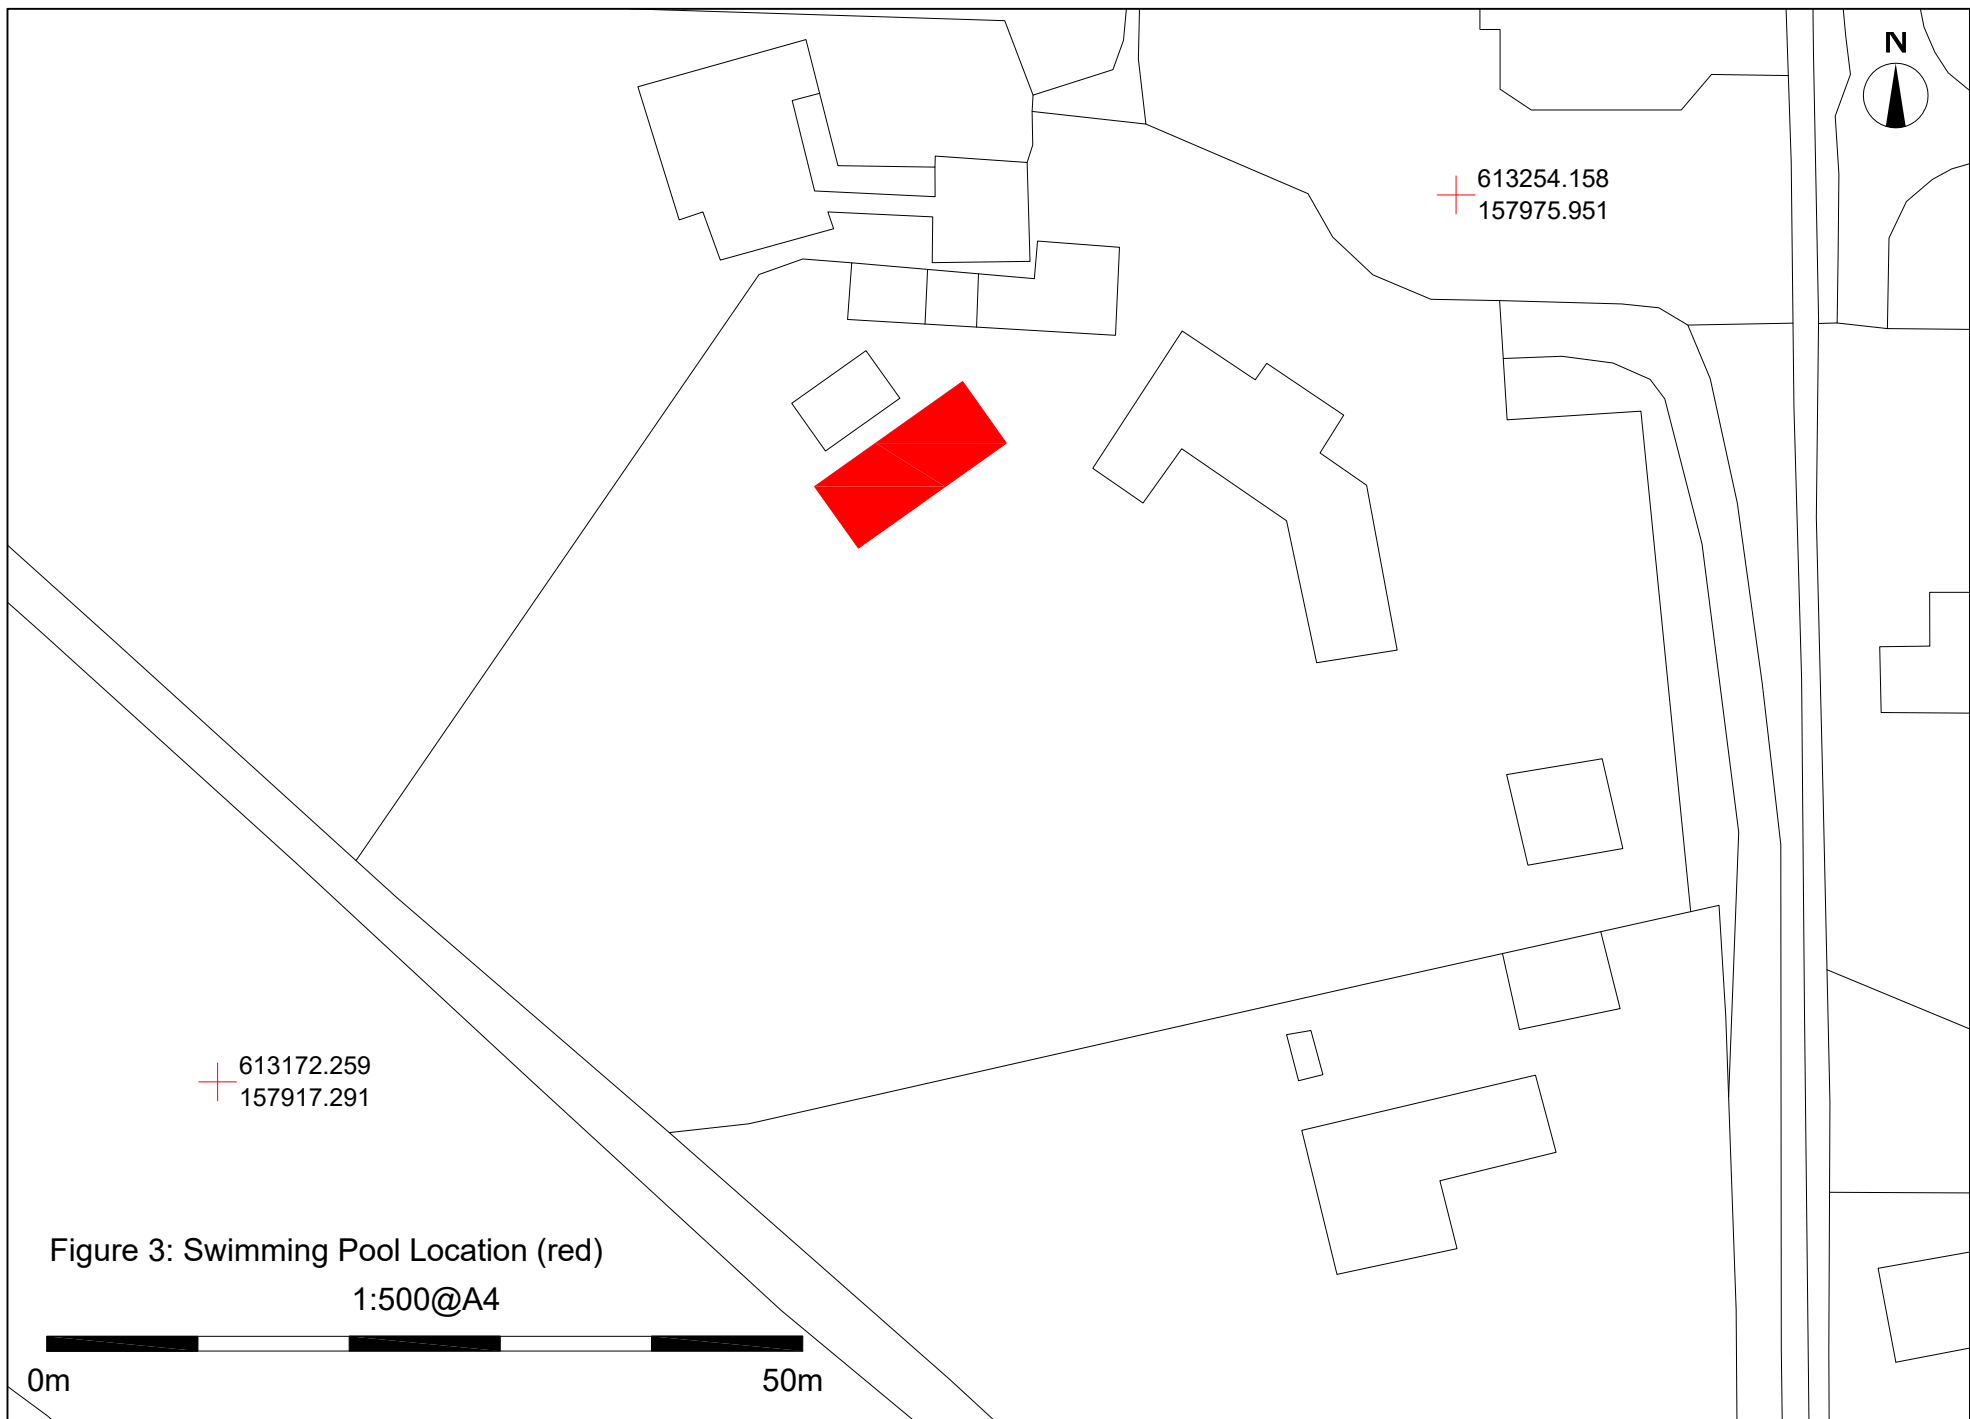 N
613254.158
157975.951
613172.259
157917.291
Figure 3: Swimming Pool Location (red)
1:500@A4
0m
50m